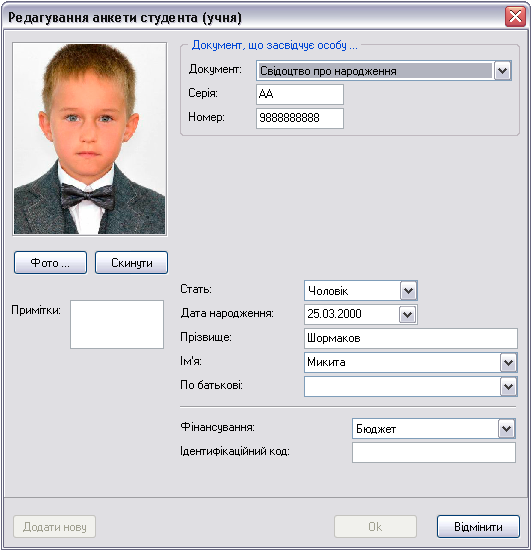 Редагування анкети студента (учня)
Документ, що засвідчує особу ...
Документ: Свідоцтво про народження
Серія: АА
Номер: 9888888888
Фото ... Скинути
Примітки:
Стать: Чоловік
Дата народження: 25.03.2000
Прізвище: Шормаков
Ім'я: Микита
По батькові:
Фінансування: Бюджет
Ідентифікаційний код:
Додати нову Ok Відмінити